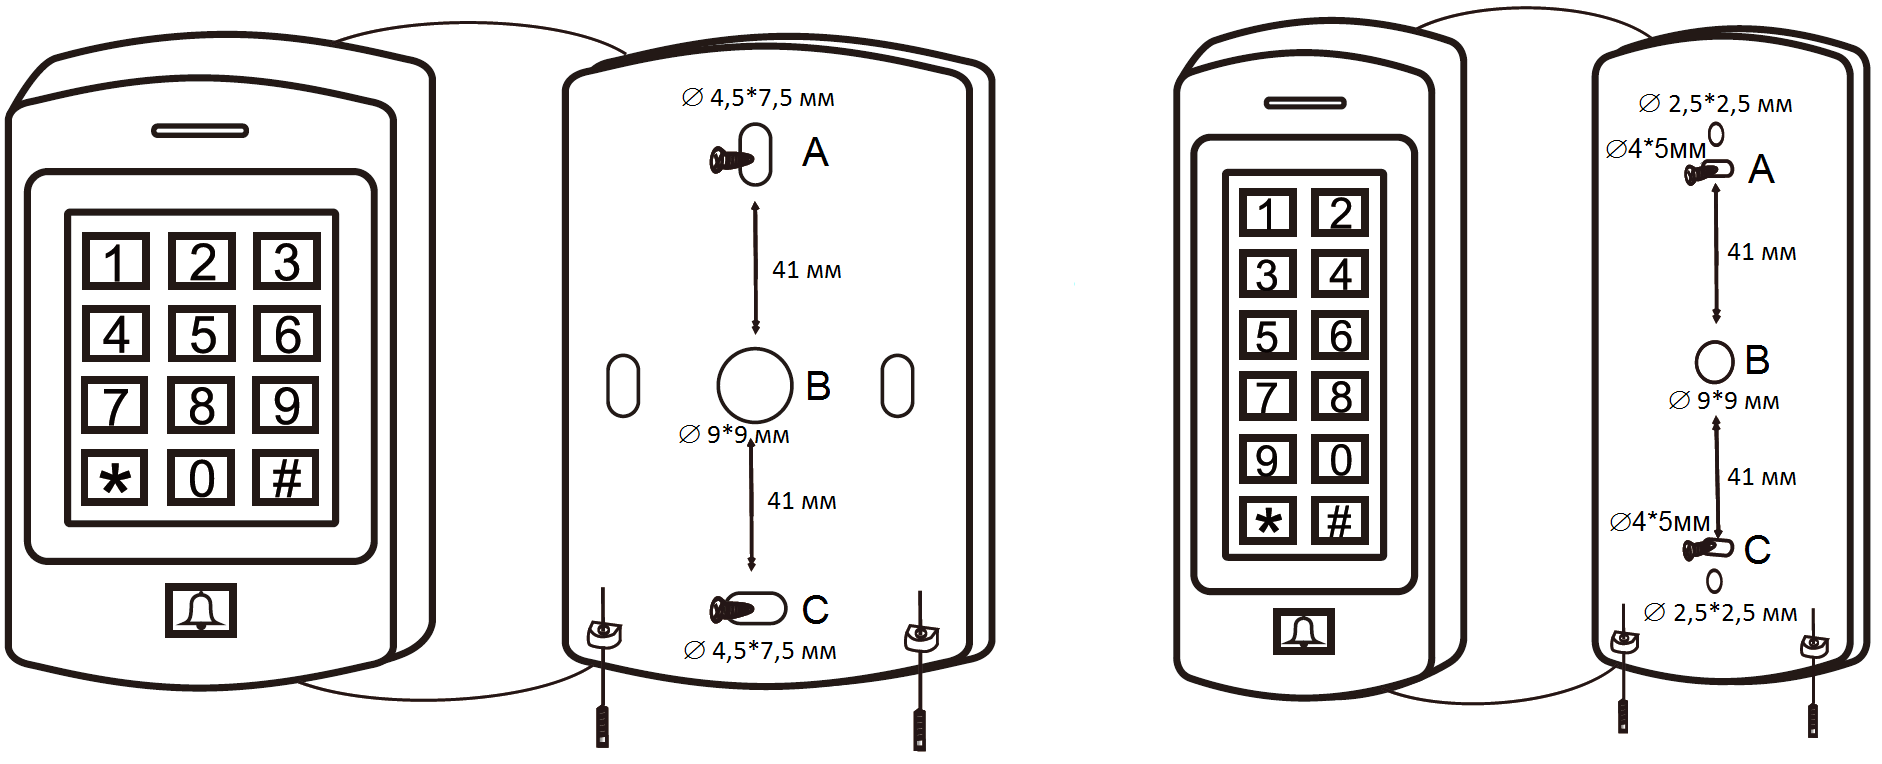 1 2 3
4 5 6
7 8 9
* 0 #
∅ 4,5*7,5 мм
A
41 мм
B
∅ 9*9 мм
41 мм
C
∅ 4,5*7,5 мм
1 2
3 4
5 6
7 8
9 0
* #
∅ 2,5*2,5 мм
∅4*5мм
A
41 мм
B
∅ 9*9 мм
41 мм
∅4*5мм
C
∅ 2,5*2,5 мм